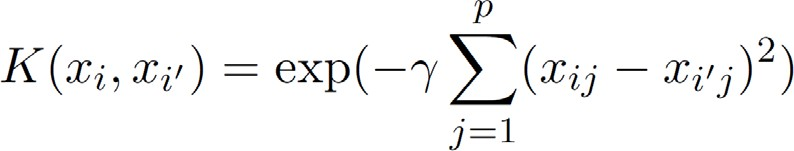 K(x_i, x_{i'}) = \exp(-\gamma \sum_{j=1}^{p} (x_{ij} - x_{i'j})^2)